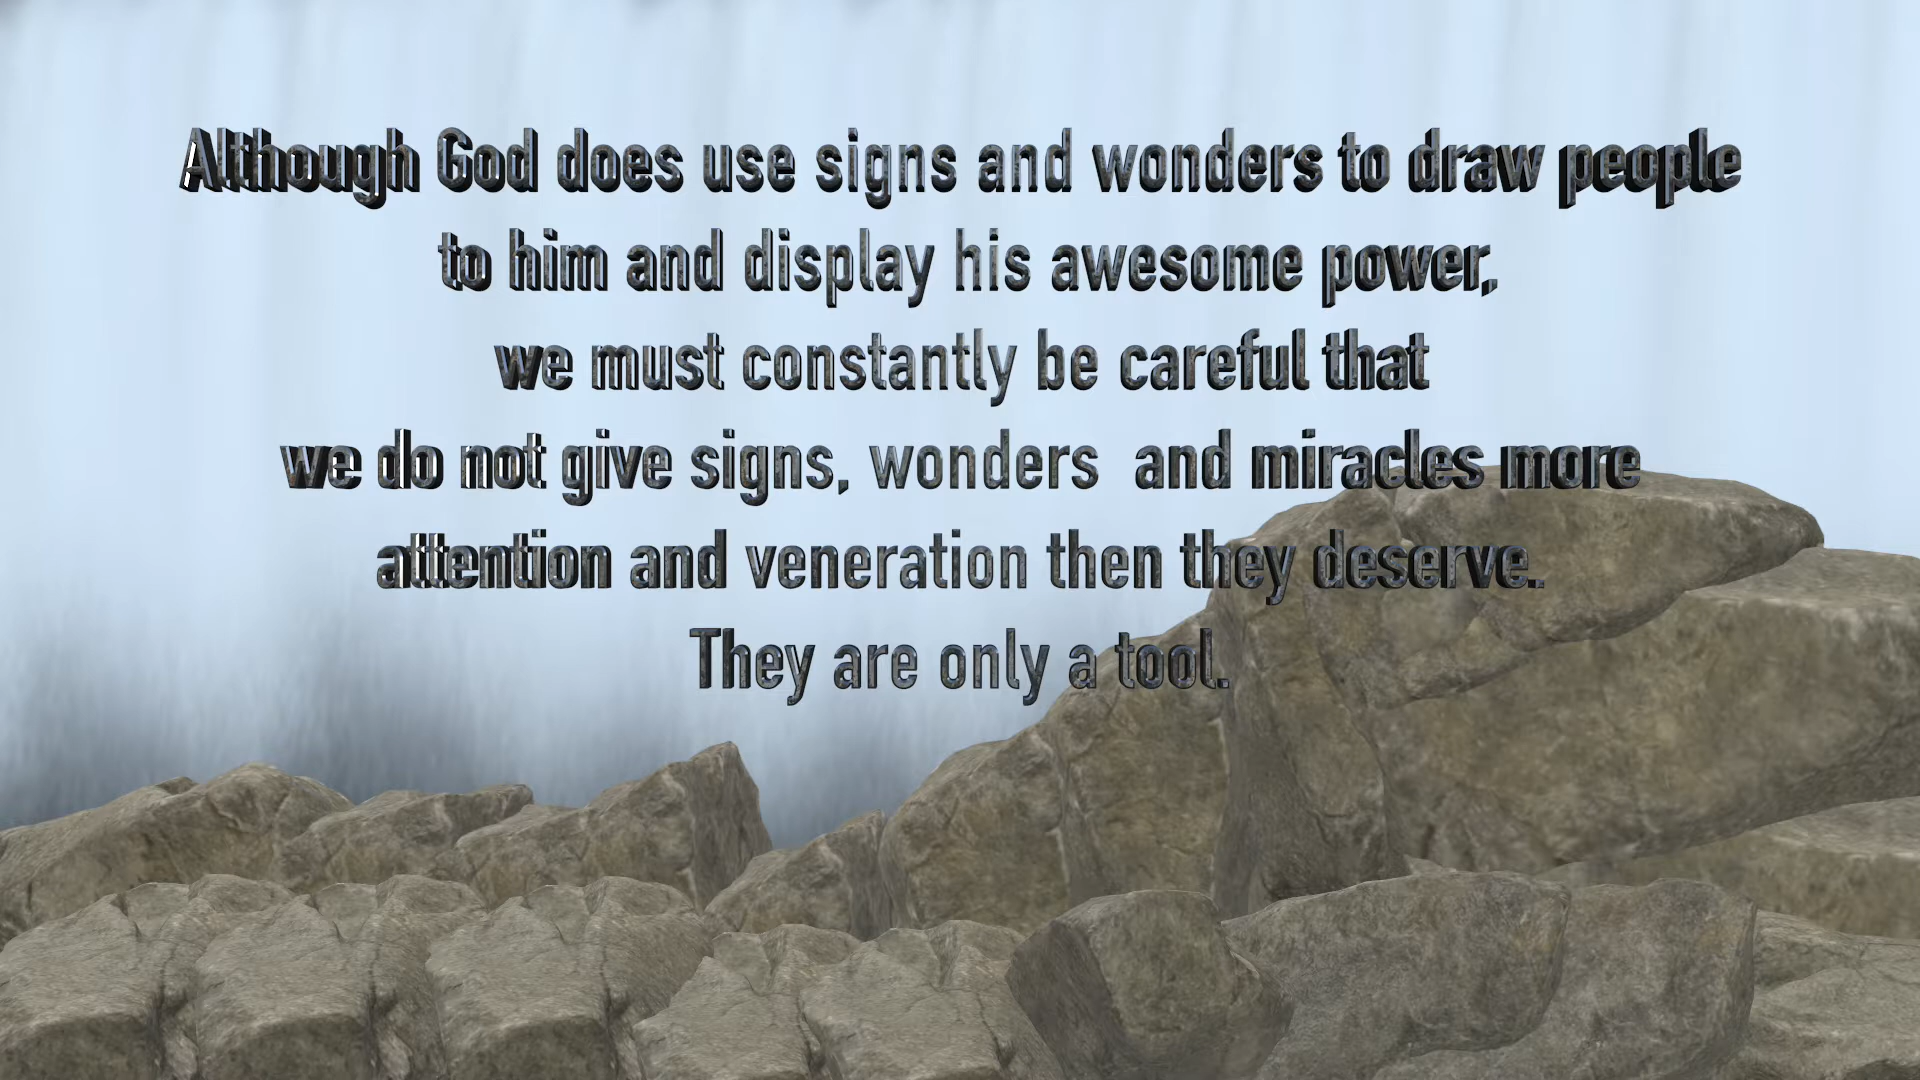 Although God does use signs and wonders to draw people
to him and display his awesome power,
we must constantly be careful that
we do not give signs, wonders  and miracles more
attention and veneration then they deserve.
They are only a tool.